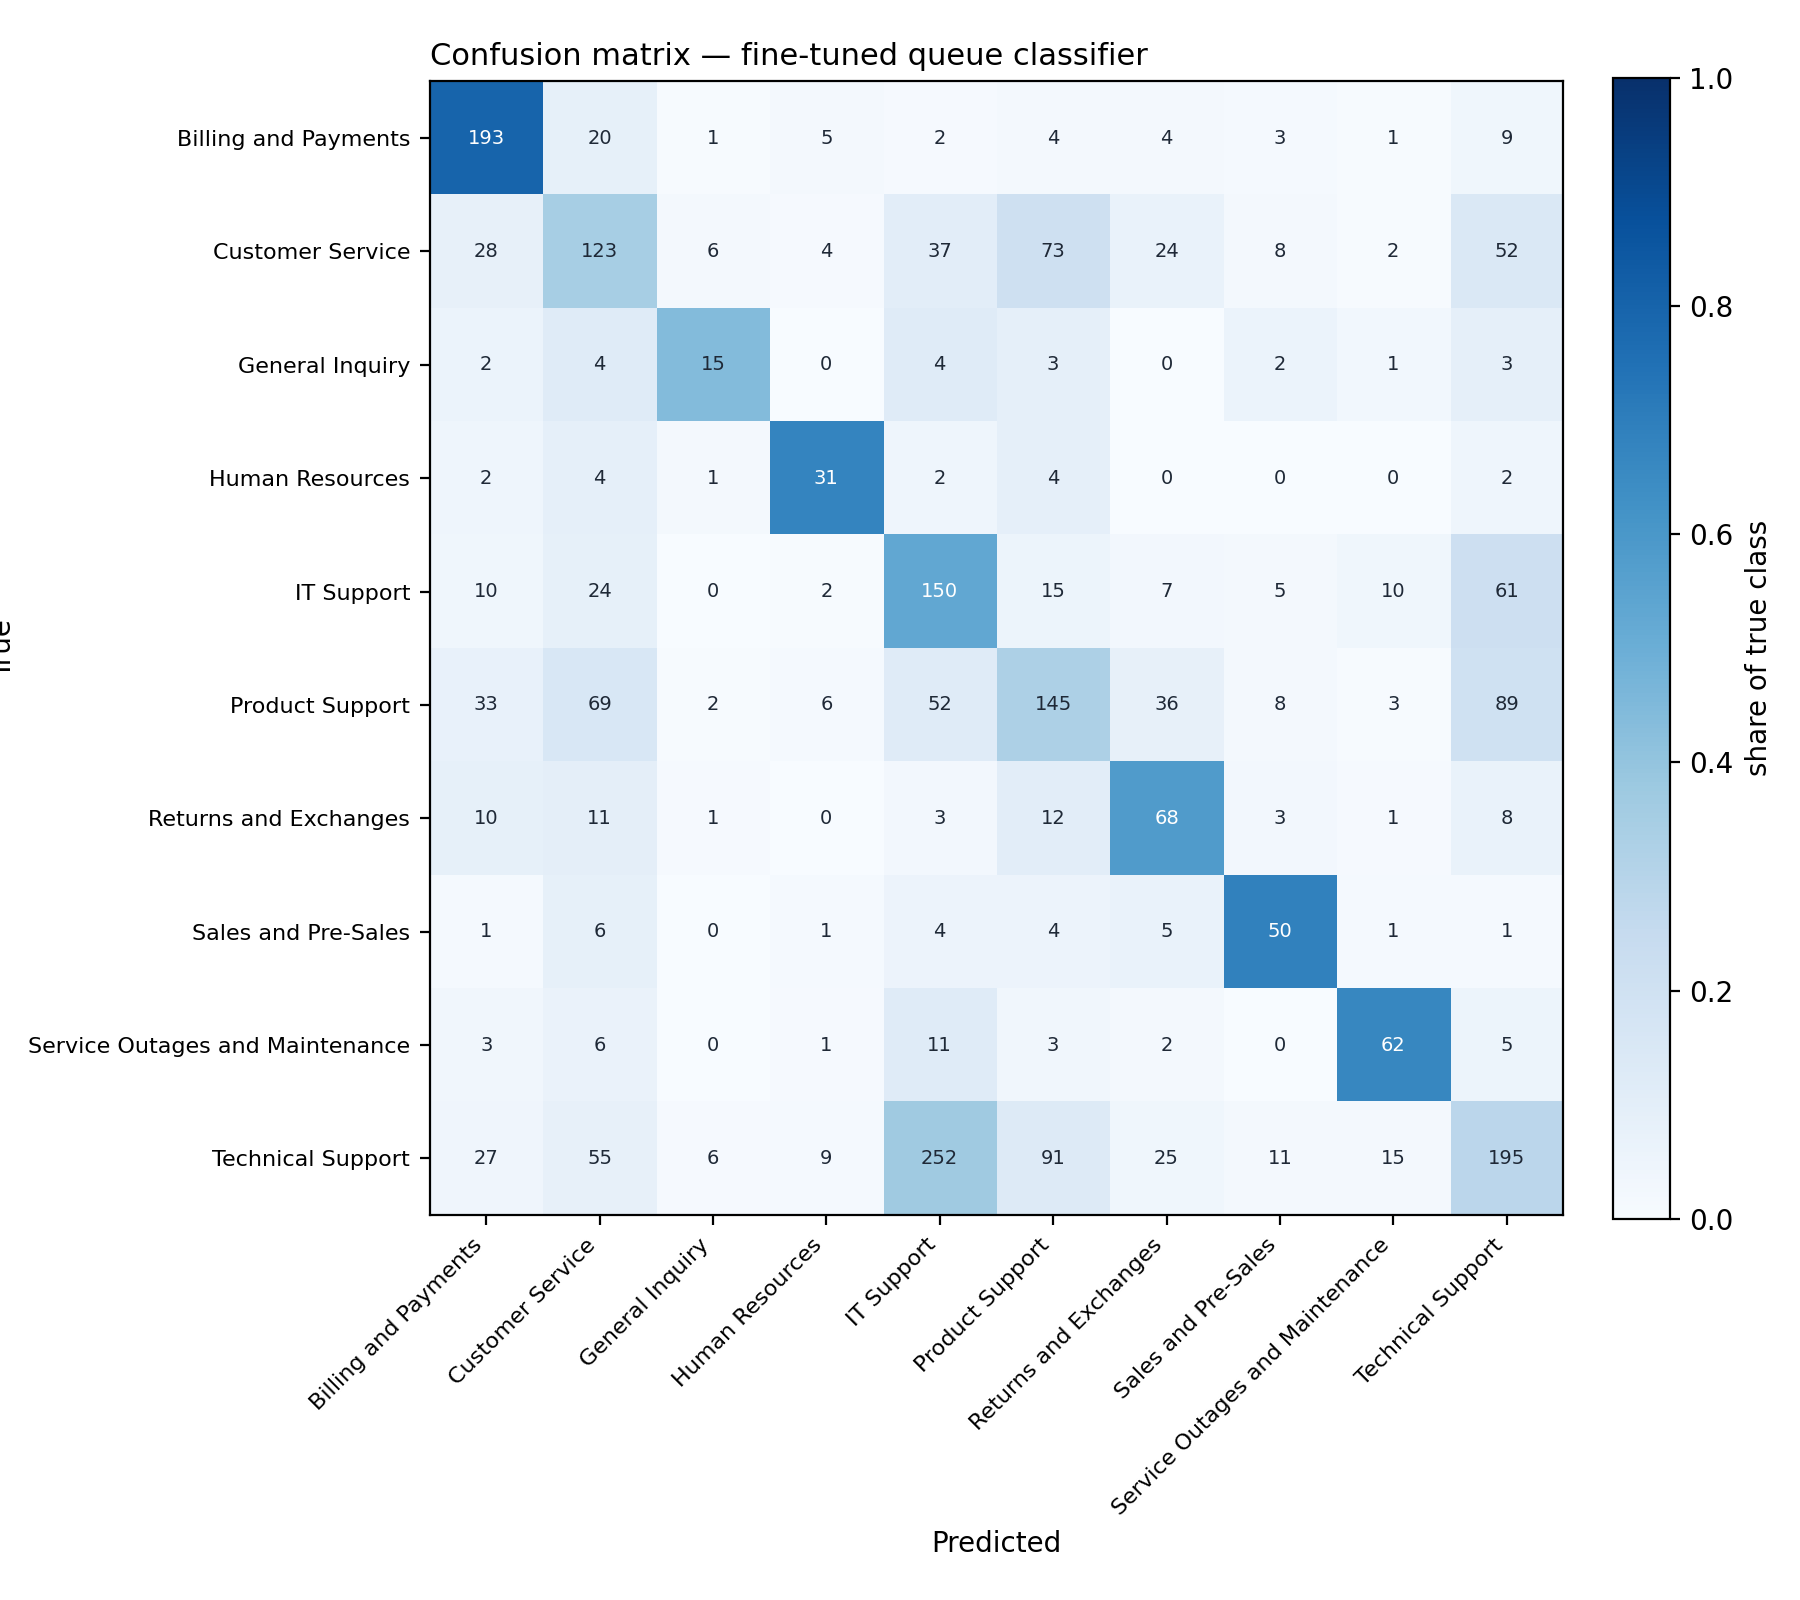 Confusion matrix — fine-tuned queue classifier
Billing and Payments 193 20 1 5 2 4 4 3 1 9
Customer Service 28 123 6 4 37 73 24 8 2 52
General Inquiry 2 4 15 0 4 3 0 2 1 3
Human Resources 2 4 1 31 2 4 0 0 0 2
IT Support 10 24 0 2 150 15 7 5 10 61
Product Support 33 69 2 6 52 145 36 8 3 89
Returns and Exchanges 10 11 1 0 3 12 68 3 1 8
Sales and Pre-Sales 1 6 0 1 4 4 5 50 1 1
Service Outages and Maintenance 3 6 0 1 11 3 2 0 62 5
Technical Support 27 55 6 9 252 91 25 11 15 195
Billing and Payments
Customer Service
General Inquiry
Human Resources
IT Support
Product Support
Returns and Exchanges
Sales and Pre-Sales
Service Outages and Maintenance
Technical Support
Predicted
1.0
0.8
0.6
0.4
0.2
0.0
share of true class